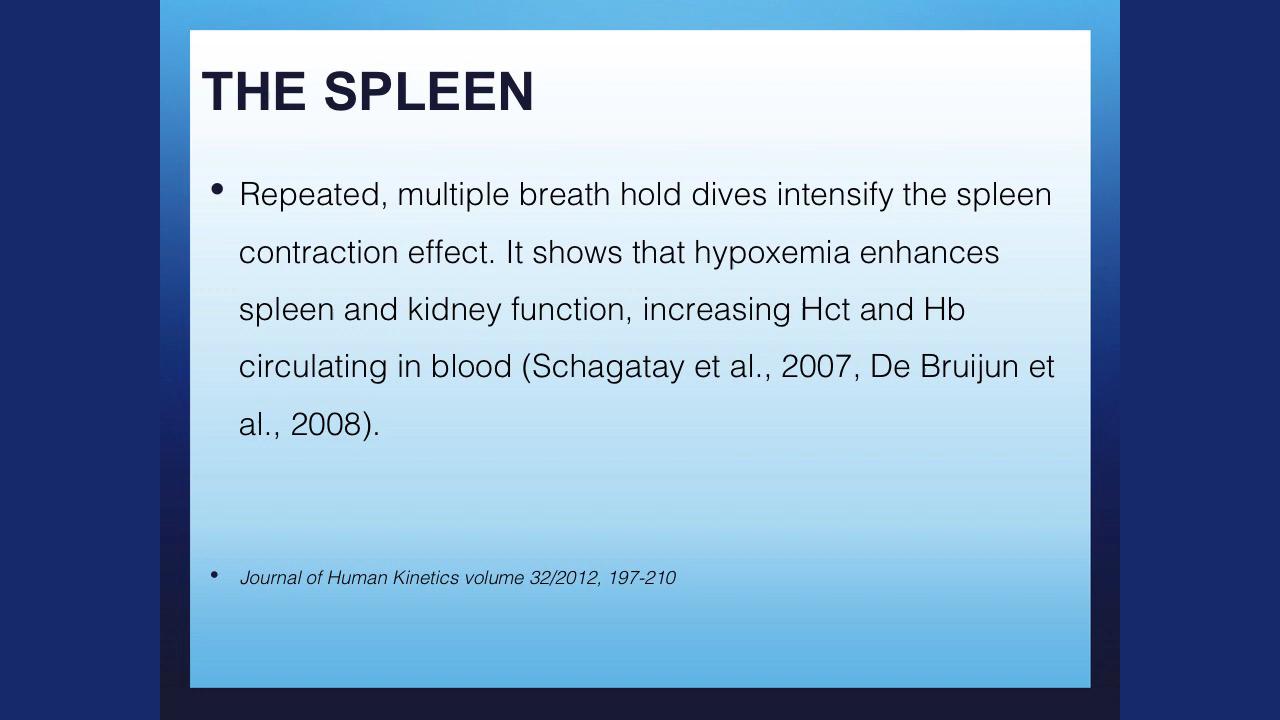 THE SPLEEN
• Repeated, multiple breath hold dives intensify the spleen
contraction effect. It shows that hypoxemia enhances
spleen and kidney function, increasing Hct and Hb
circulating in blood (Schagatay et al., 2007, De Bruijun et
al., 2008).
• Journal of Human Kinetics volume 32/2012, 197-210